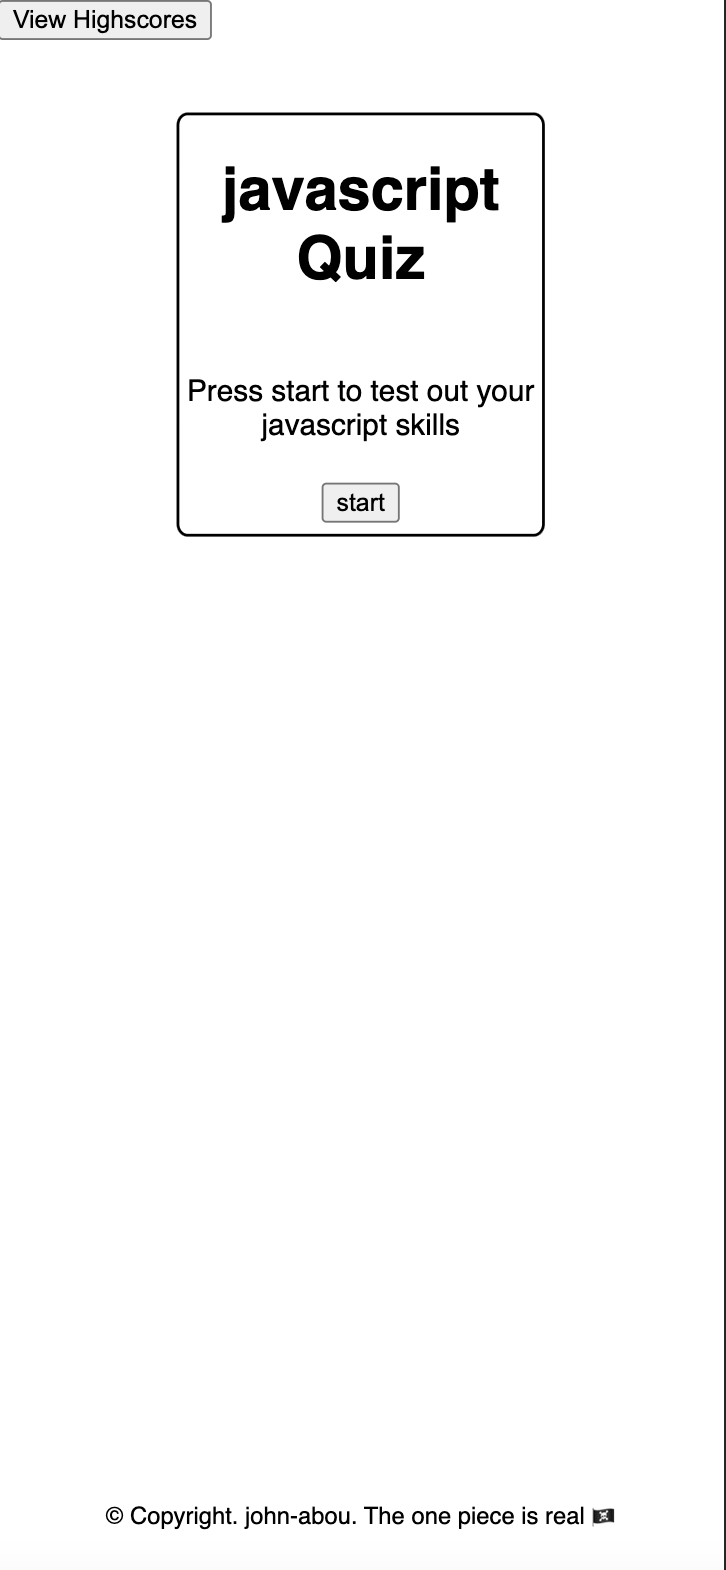 View Highscores
javascript
Quiz
Press start to test out your
javascript skills
start
© Copyright. john-abou. The one piece is real 🏴‍☠️